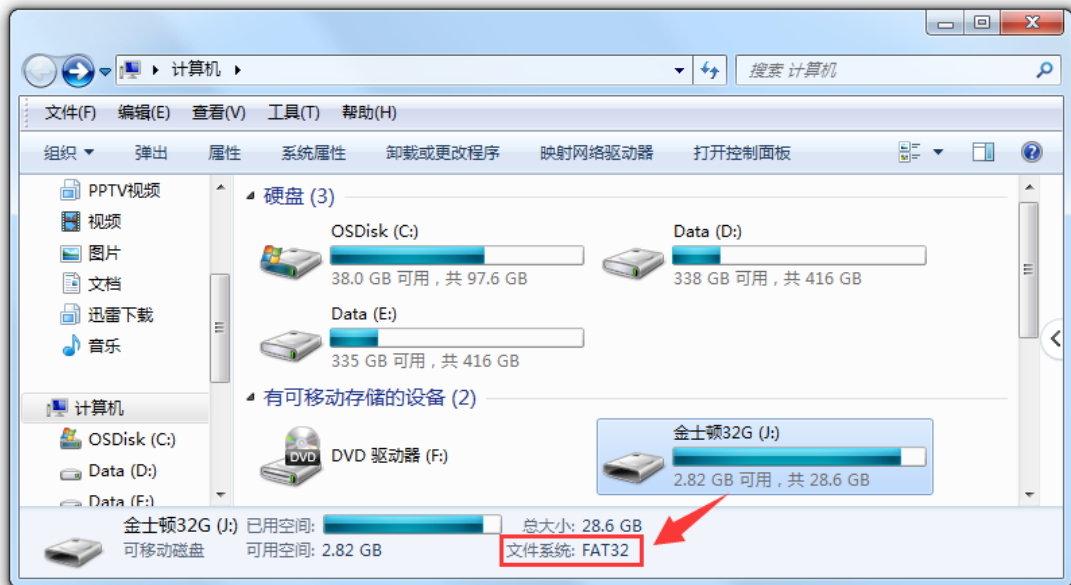 计算机
搜索 计算机
文件(F) 编辑(E) 查看(V) 工具(T) 帮助(H)
组织 弹出 属性 系统属性 卸载或更改程序 映射网络驱动器 打开控制面板
PPTV视频
视频
图片
文档
迅雷下载
音乐
计算机
OSDisk (C:)
Data (D:)
Data (E:)
硬盘 (3)
OSDisk (C:)
38.0 GB 可用，共 97.6 GB
Data (D:)
338 GB 可用，共 416 GB
Data (E:)
335 GB 可用，共 416 GB
有可移动存储的设备 (2)
DVD
DVD 驱动器 (F:)
金士顿32G (J:)
2.82 GB 可用，共 28.6 GB
金士顿32G (J:) 已用空间: 总大小: 28.6 GB
可移动磁盘 可用空间: 2.82 GB 文件系统: FAT32